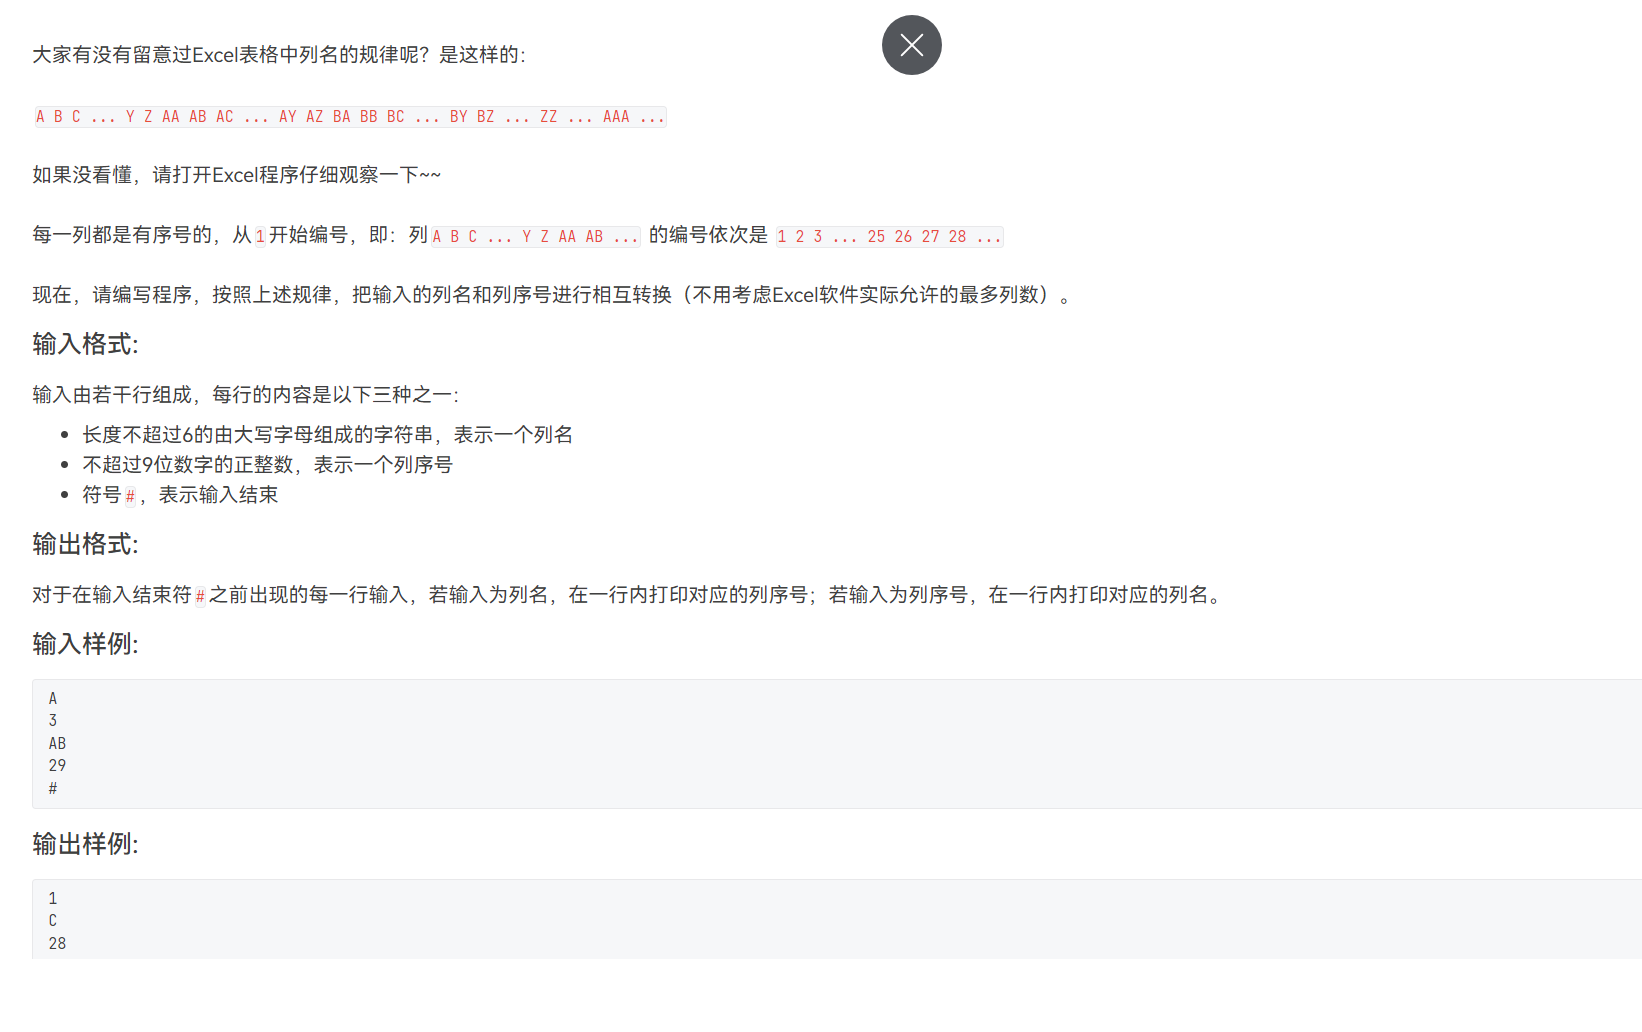 大家有没有留意过Excel表格中列名的规律呢？是这样的：
A B C ... Y Z AA AB AC ... AY AZ BA BB BC ... BY BZ ... ZZ ... AAA ...
如果没看懂，请打开Excel程序仔细观察一下~~
每一列都是有序号的，从1开始编号，即：列A B C ... Y Z AA AB ... 的编号依次是 1 2 3 ... 25 26 27 28 ...
现在，请编写程序，按照上述规律，把输入的列名和列序号进行相互转换（不用考虑Excel软件实际允许的最多列数）。
输入格式:
输入由若干行组成，每行的内容是以下三种之一：
• 长度不超过6的由大写字母组成的字符串，表示一个列名
• 不超过9位数字的正整数，表示一个列序号
• 符号#，表示输入结束
输出格式:
对于在输入结束符#之前出现的每一行输入，若输入为列名，在一行内打印对应的列序号；若输入为列序号，在一行内打印对应的列名。
输入样例:
A
3
AB
29
#
输出样例:
1
C
28